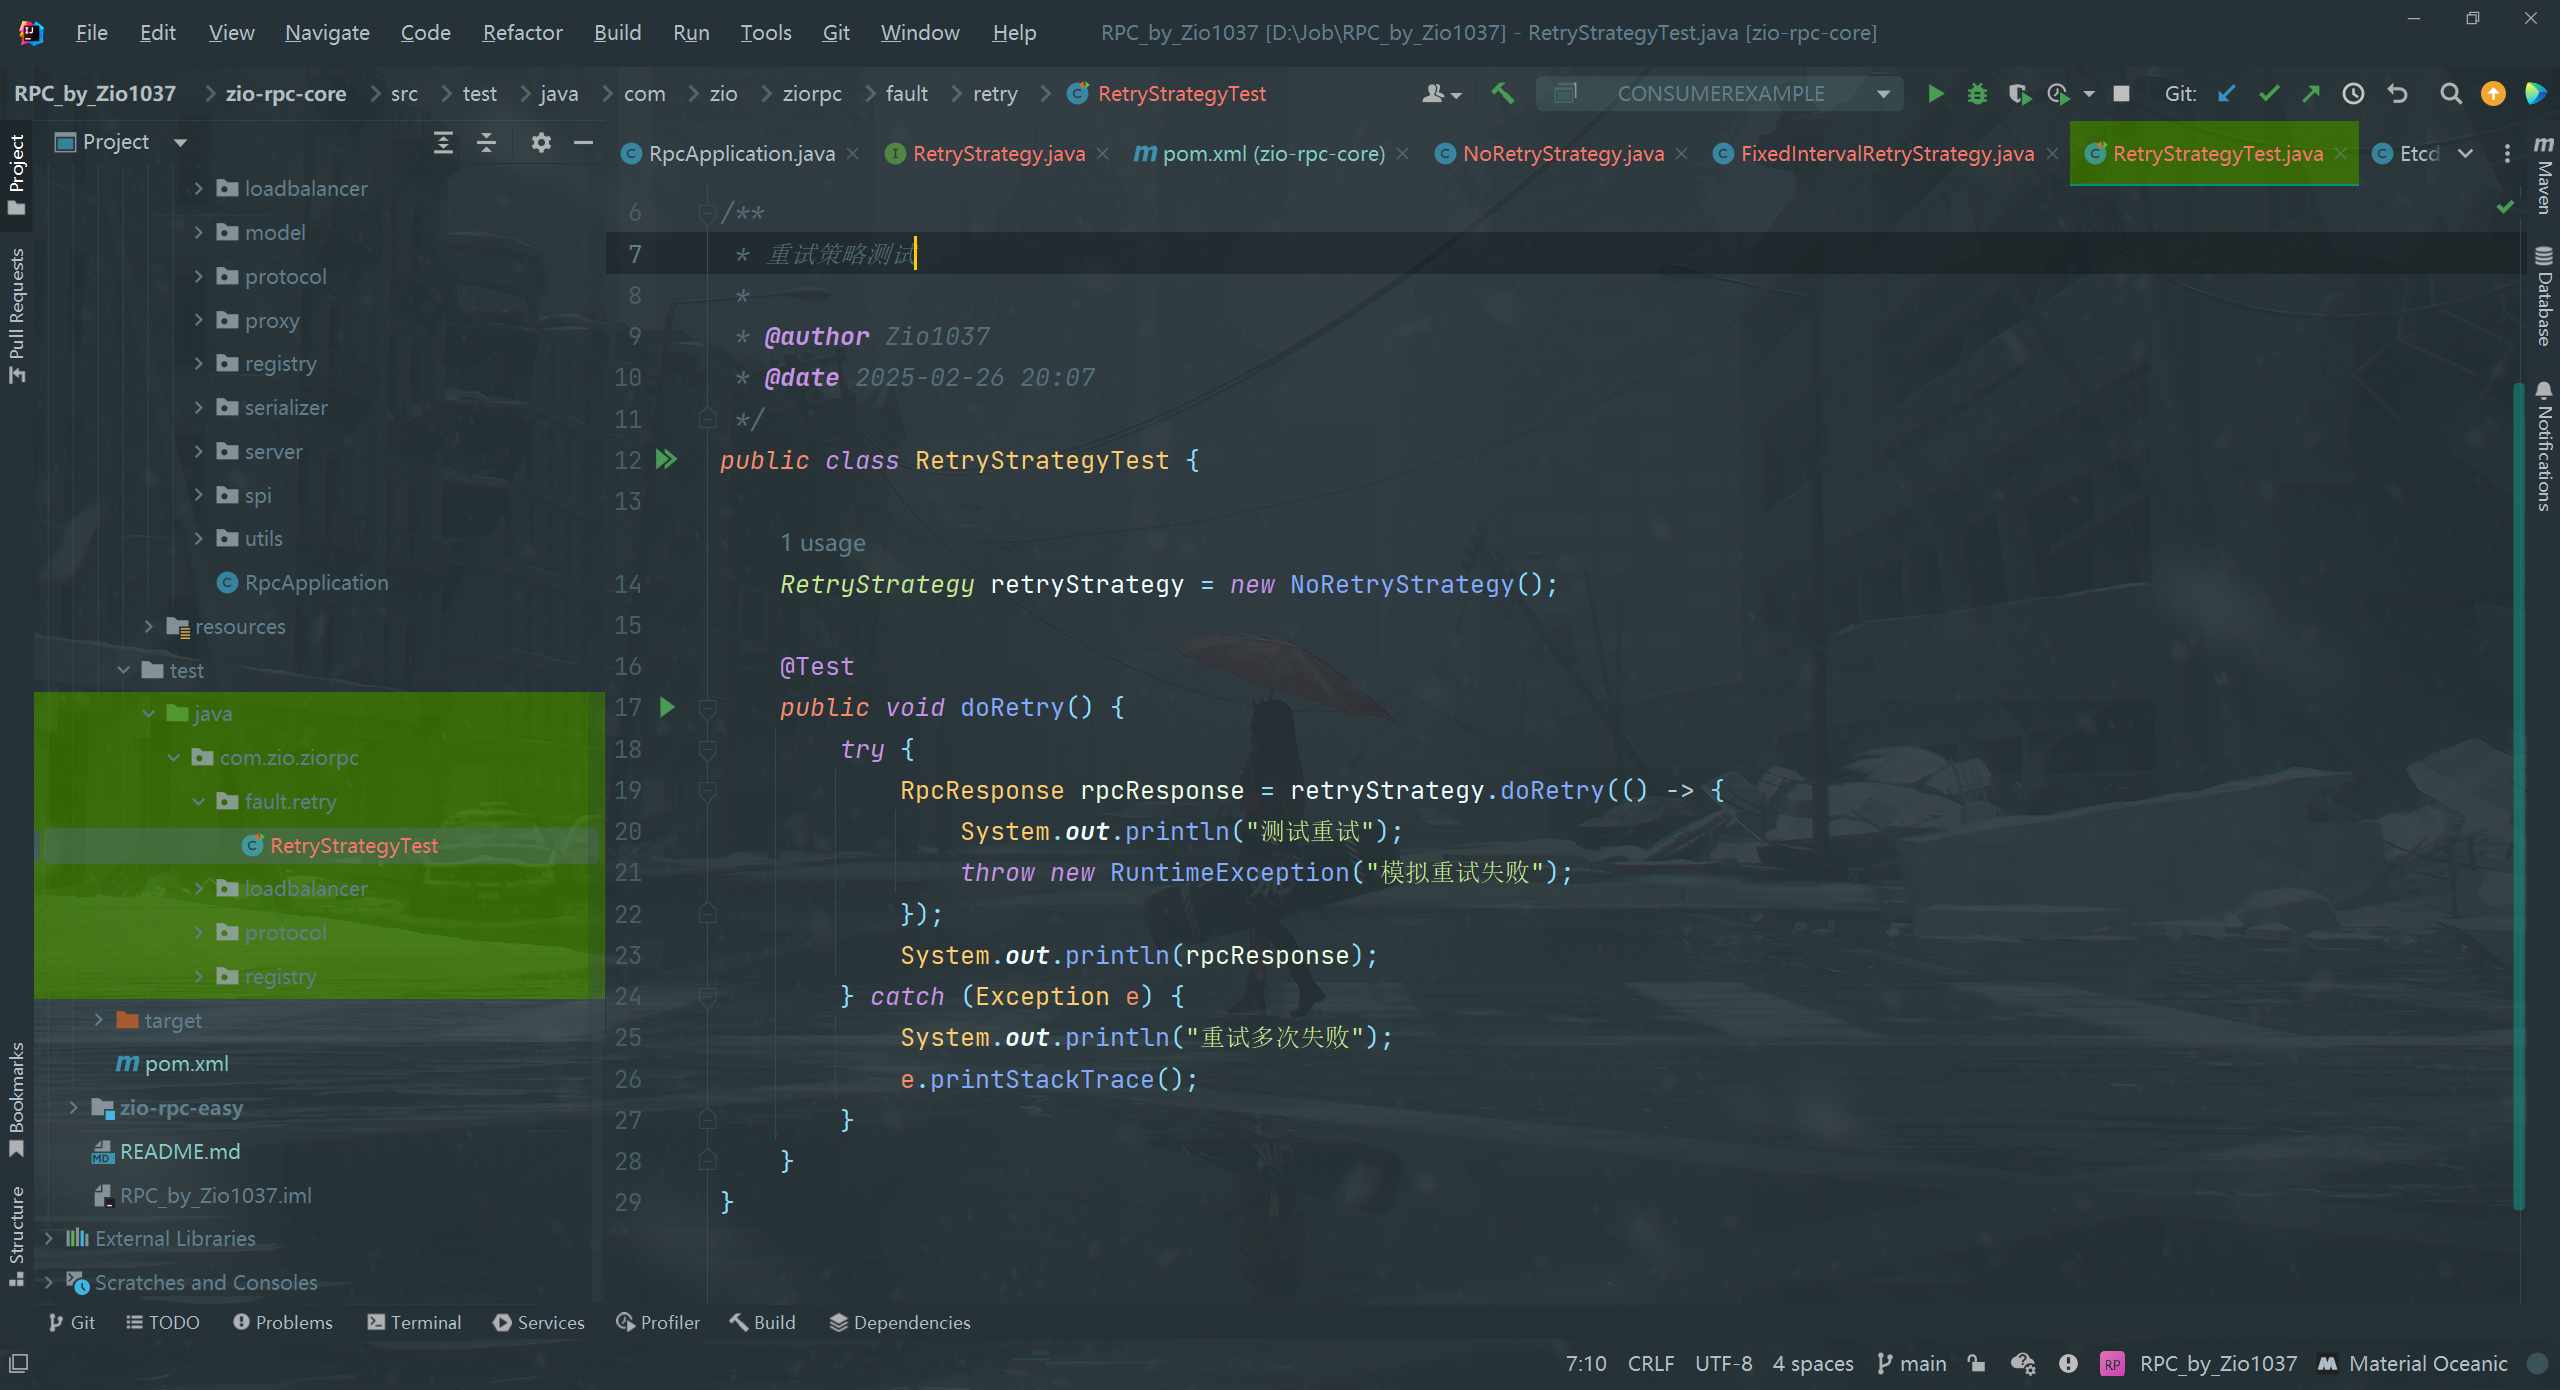 File Edit View Navigate Code Refactor Build Run Tools Git Window Help RPC_by_Zio1037 [D:\Job\RPC_by_Zio1037] - RetryStrategyTest.java [zio-rpc-core]
RPC_by_Zio1037 zio-rpc-core src test java com zio ziorpc fault retry RetryStrategyTest CONSUMEREXAMPLE Git:
Project
RpcApplication.java RetryStrategy.java pom.xml (zio-rpc-core) NoRetryStrategy.java FixedIntervalRetryStrategy.java RetryStrategyTest.java Etcd
Project
Pull Requests
Bookmarks
Structure
loadbalancer
model
protocol
proxy
registry
serializer
server
spi
utils
RpcApplication
resources
test
java
com.zio.ziorpc
fault.retry
RetryStrategyTest
loadbalancer
protocol
registry
target
pom.xml
zio-rpc-easy
README.md
RPC_by_Zio1037.iml
External Libraries
Scratches and Consoles
6 /**
7 * 重试策略测试
8 *
9 * @author Zio1037
10 * @date 2025-02-26 20:07
11 */
12 public class RetryStrategyTest {
13
1 usage
14 RetryStrategy retryStrategy = new NoRetryStrategy();
15
16 @Test
17 public void doRetry() {
18 try {
19 RpcResponse rpcResponse = retryStrategy.doRetry(() -> {
20 System.out.println("测试重试");
21 throw new RuntimeException("模拟重试失败");
22 });
23 System.out.println(rpcResponse);
24 } catch (Exception e) {
25 System.out.println("重试多次失败");
26 e.printStackTrace();
27 }
28 }
29 }
Maven
Database
Notifications
Git TODO Problems Terminal Services Profiler Build Dependencies
7:10 CRLF UTF-8 4 spaces main RP RPC_by_Zio1037 Material Oceanic